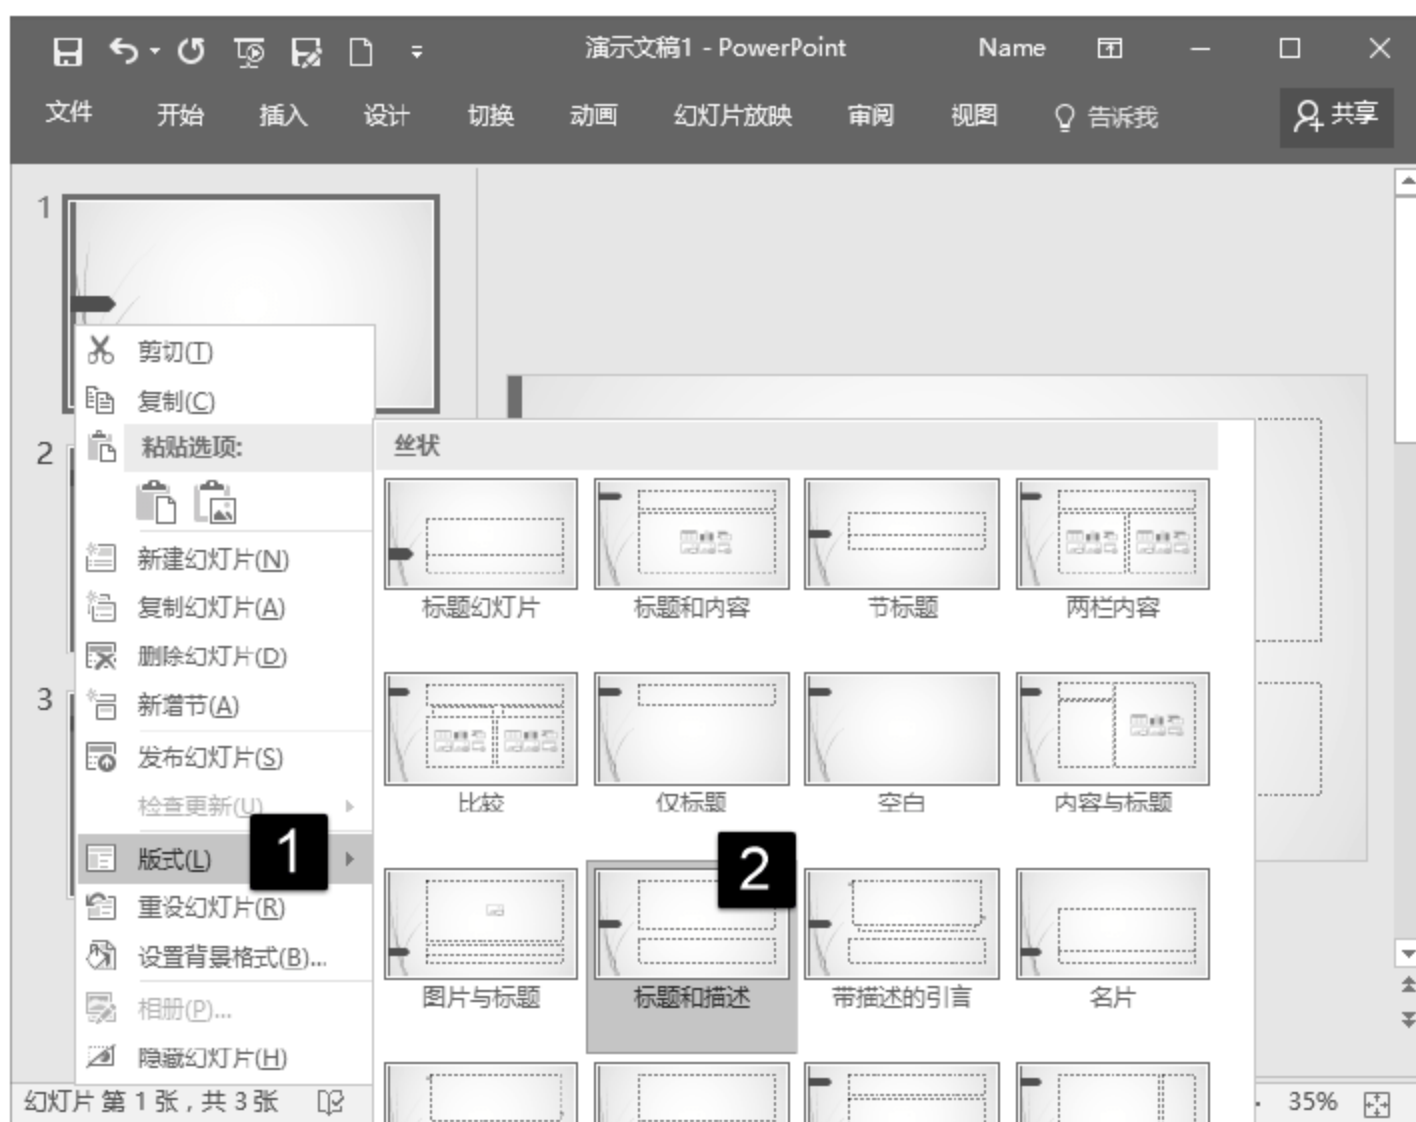 演示文稿1 - PowerPoint
Name
文件 开始 插入 设计 切换 动画 幻灯片放映 审阅 视图 告诉我 共享
1
剪切(T)
复制(C)
2
粘贴选项:
新建幻灯片(N)
复制幻灯片(A)
删除幻灯片(D)
3
新增节(A)
发布幻灯片(S)
检查更新(U)
版式(L)
1
重设幻灯片(R)
设置背景格式(B)...
相册(P)...
隐藏幻灯片(H)
丝状
标题幻灯片 标题和内容 节标题 两栏内容
比较 仅标题 空白 内容与标题
2
图片与标题 标题和描述 带描述的引言 名片
幻灯片 第 1 张，共 3 张
35%